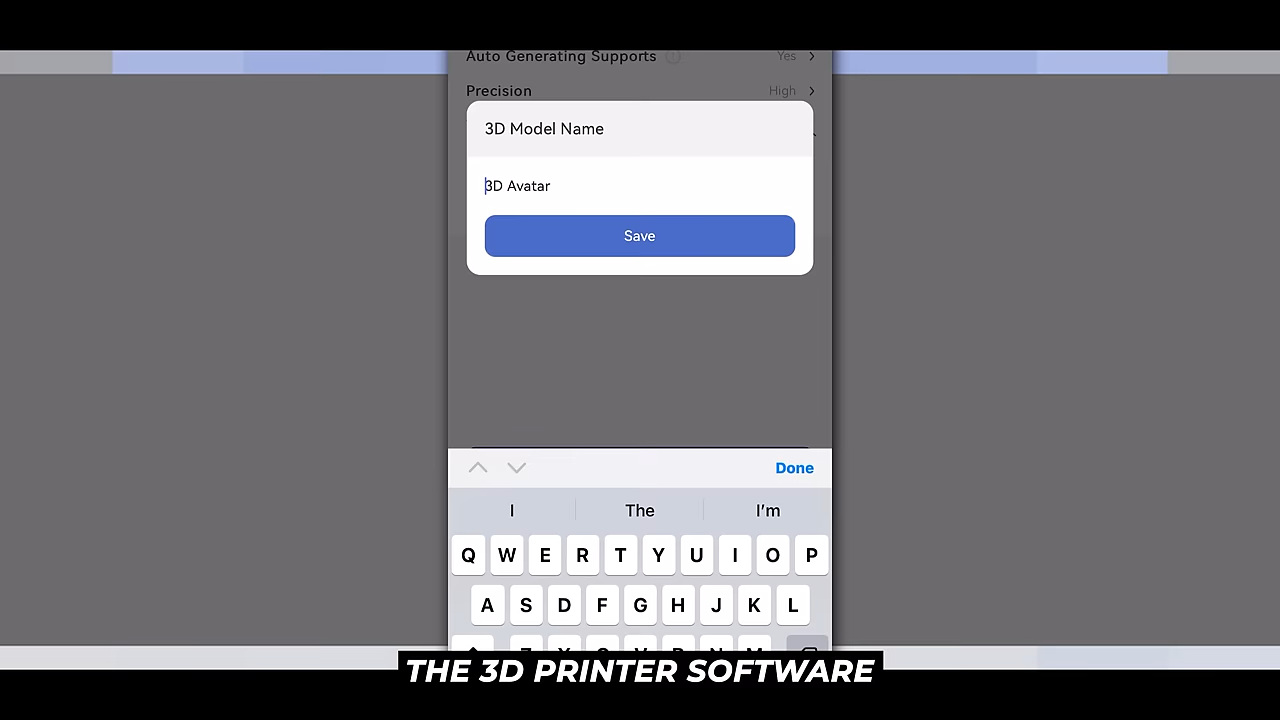 Auto Generating Supports Yes
Precision High
3D Model Name
3D Avatar
Save
Done
I The I'm
Q W E R T Y U I O P
A S D F G H J K L
THE 3D PRINTER SOFTWARE